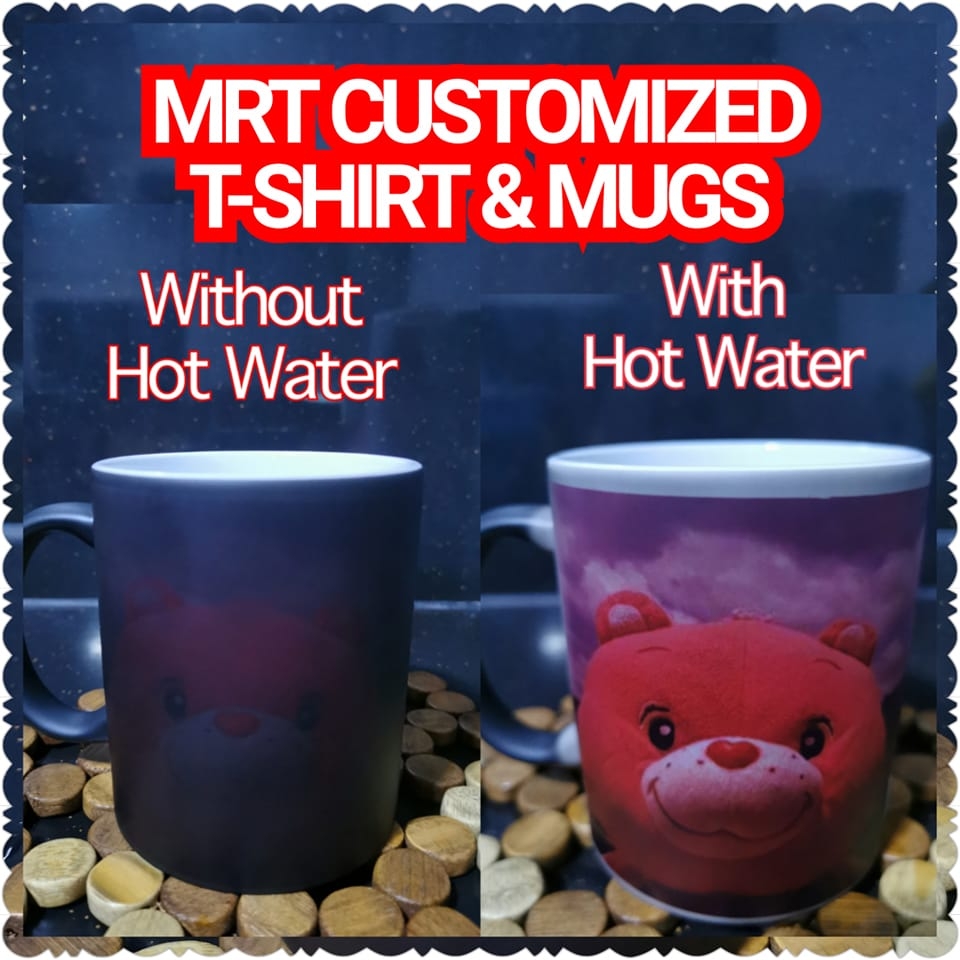 MRT CUSTOMIZED
T-SHIRT & MUGS
Without
Hot Water
With
Hot Water